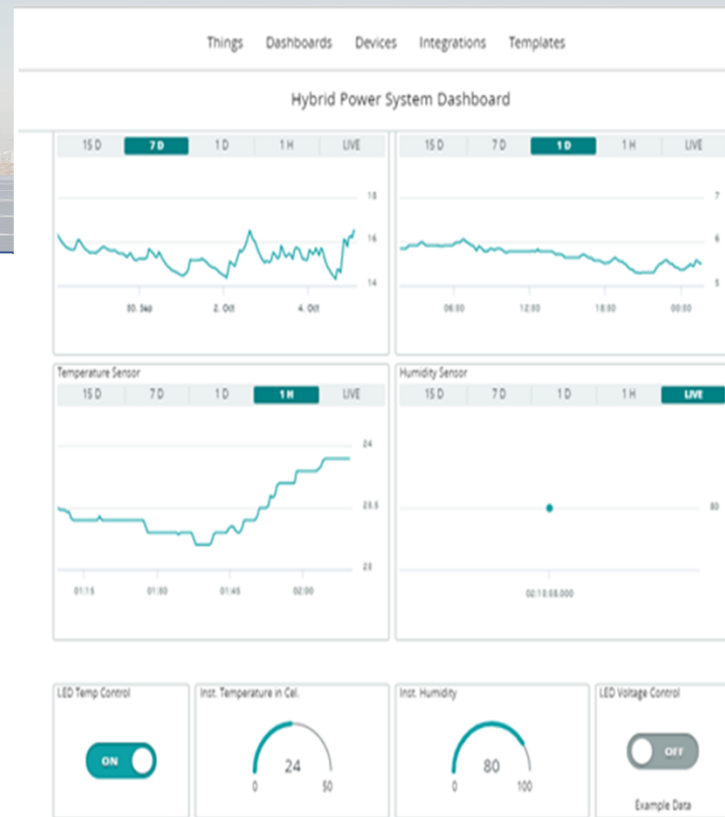 Things Dashboards Devices Integrations Templates
Hybrid Power System Dashboard
15 D 7 D 1 D 1 H LIVE
15 D 7 D 1 D 1 H LIVE
18
16
14
30. Sep 2. Oct 4. Oct
7
6
5
06:00 12:00 18:00 00:00
Temperature Sensor
15 D 7 D 1 D 1 H LIVE
24
23.5
23
01:15 01:30 01:45 02:00
Humidity Sensor
15 D 7 D 1 D 1 H LIVE
80
LED Temp Control
ON
Inst. Temperature in Cel.
24
0 50
Inst. Humidity
80
0 100
LED Voltage Control
OFF
Example Data